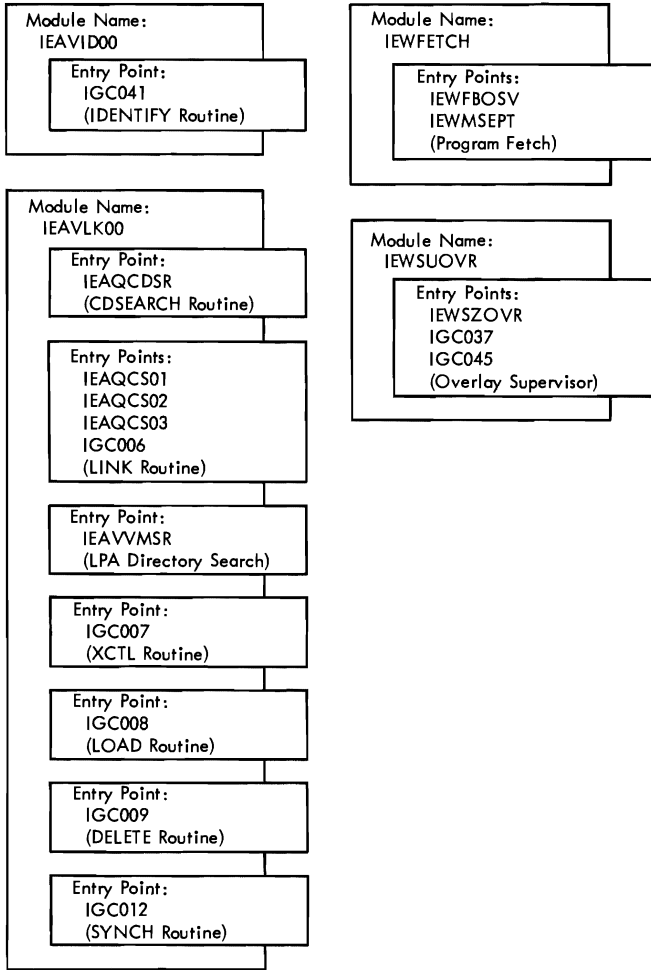 Module Name:
IEAVID00
Entry Point:
IGC041
(IDENTIFY Routine)
Module Name:
IEAVLK00
Entry Point:
IEAQCDSR
(CDSEARCH Routine)
Entry Points:
IEAQCS01
IEAQCS02
IEAQCS03
IGC006
(LINK Routine)
Entry Point:
IEAVVMSR
(LPA Directory Search)
Entry Point:
IGC007
(XCTL Routine)
Entry Point:
IGC008
(LOAD Routine)
Entry Point:
IGC009
(DELETE Routine)
Entry Point:
IGC012
(SYNCH Routine)
Module Name:
IEWFETCH
Entry Points:
IEWFBOSV
IEWMSEPT
(Program Fetch)
Module Name:
IEWSUOVR
Entry Points:
IEWSZOVR
IGC037
IGC045
(Overlay Supervisor)